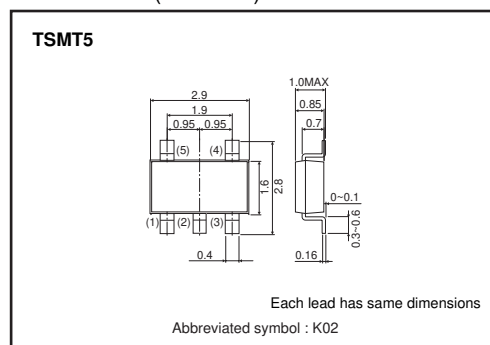 TSMT5
1.0MAX
2.9
0.85
1.9
0.7
0.95 0.95
(5) (4)
1.6
2.8
0~0.1
(1) (2) (3)
0.3~0.6
0.4
0.16
Each lead has same dimensions
Abbreviated symbol : K02